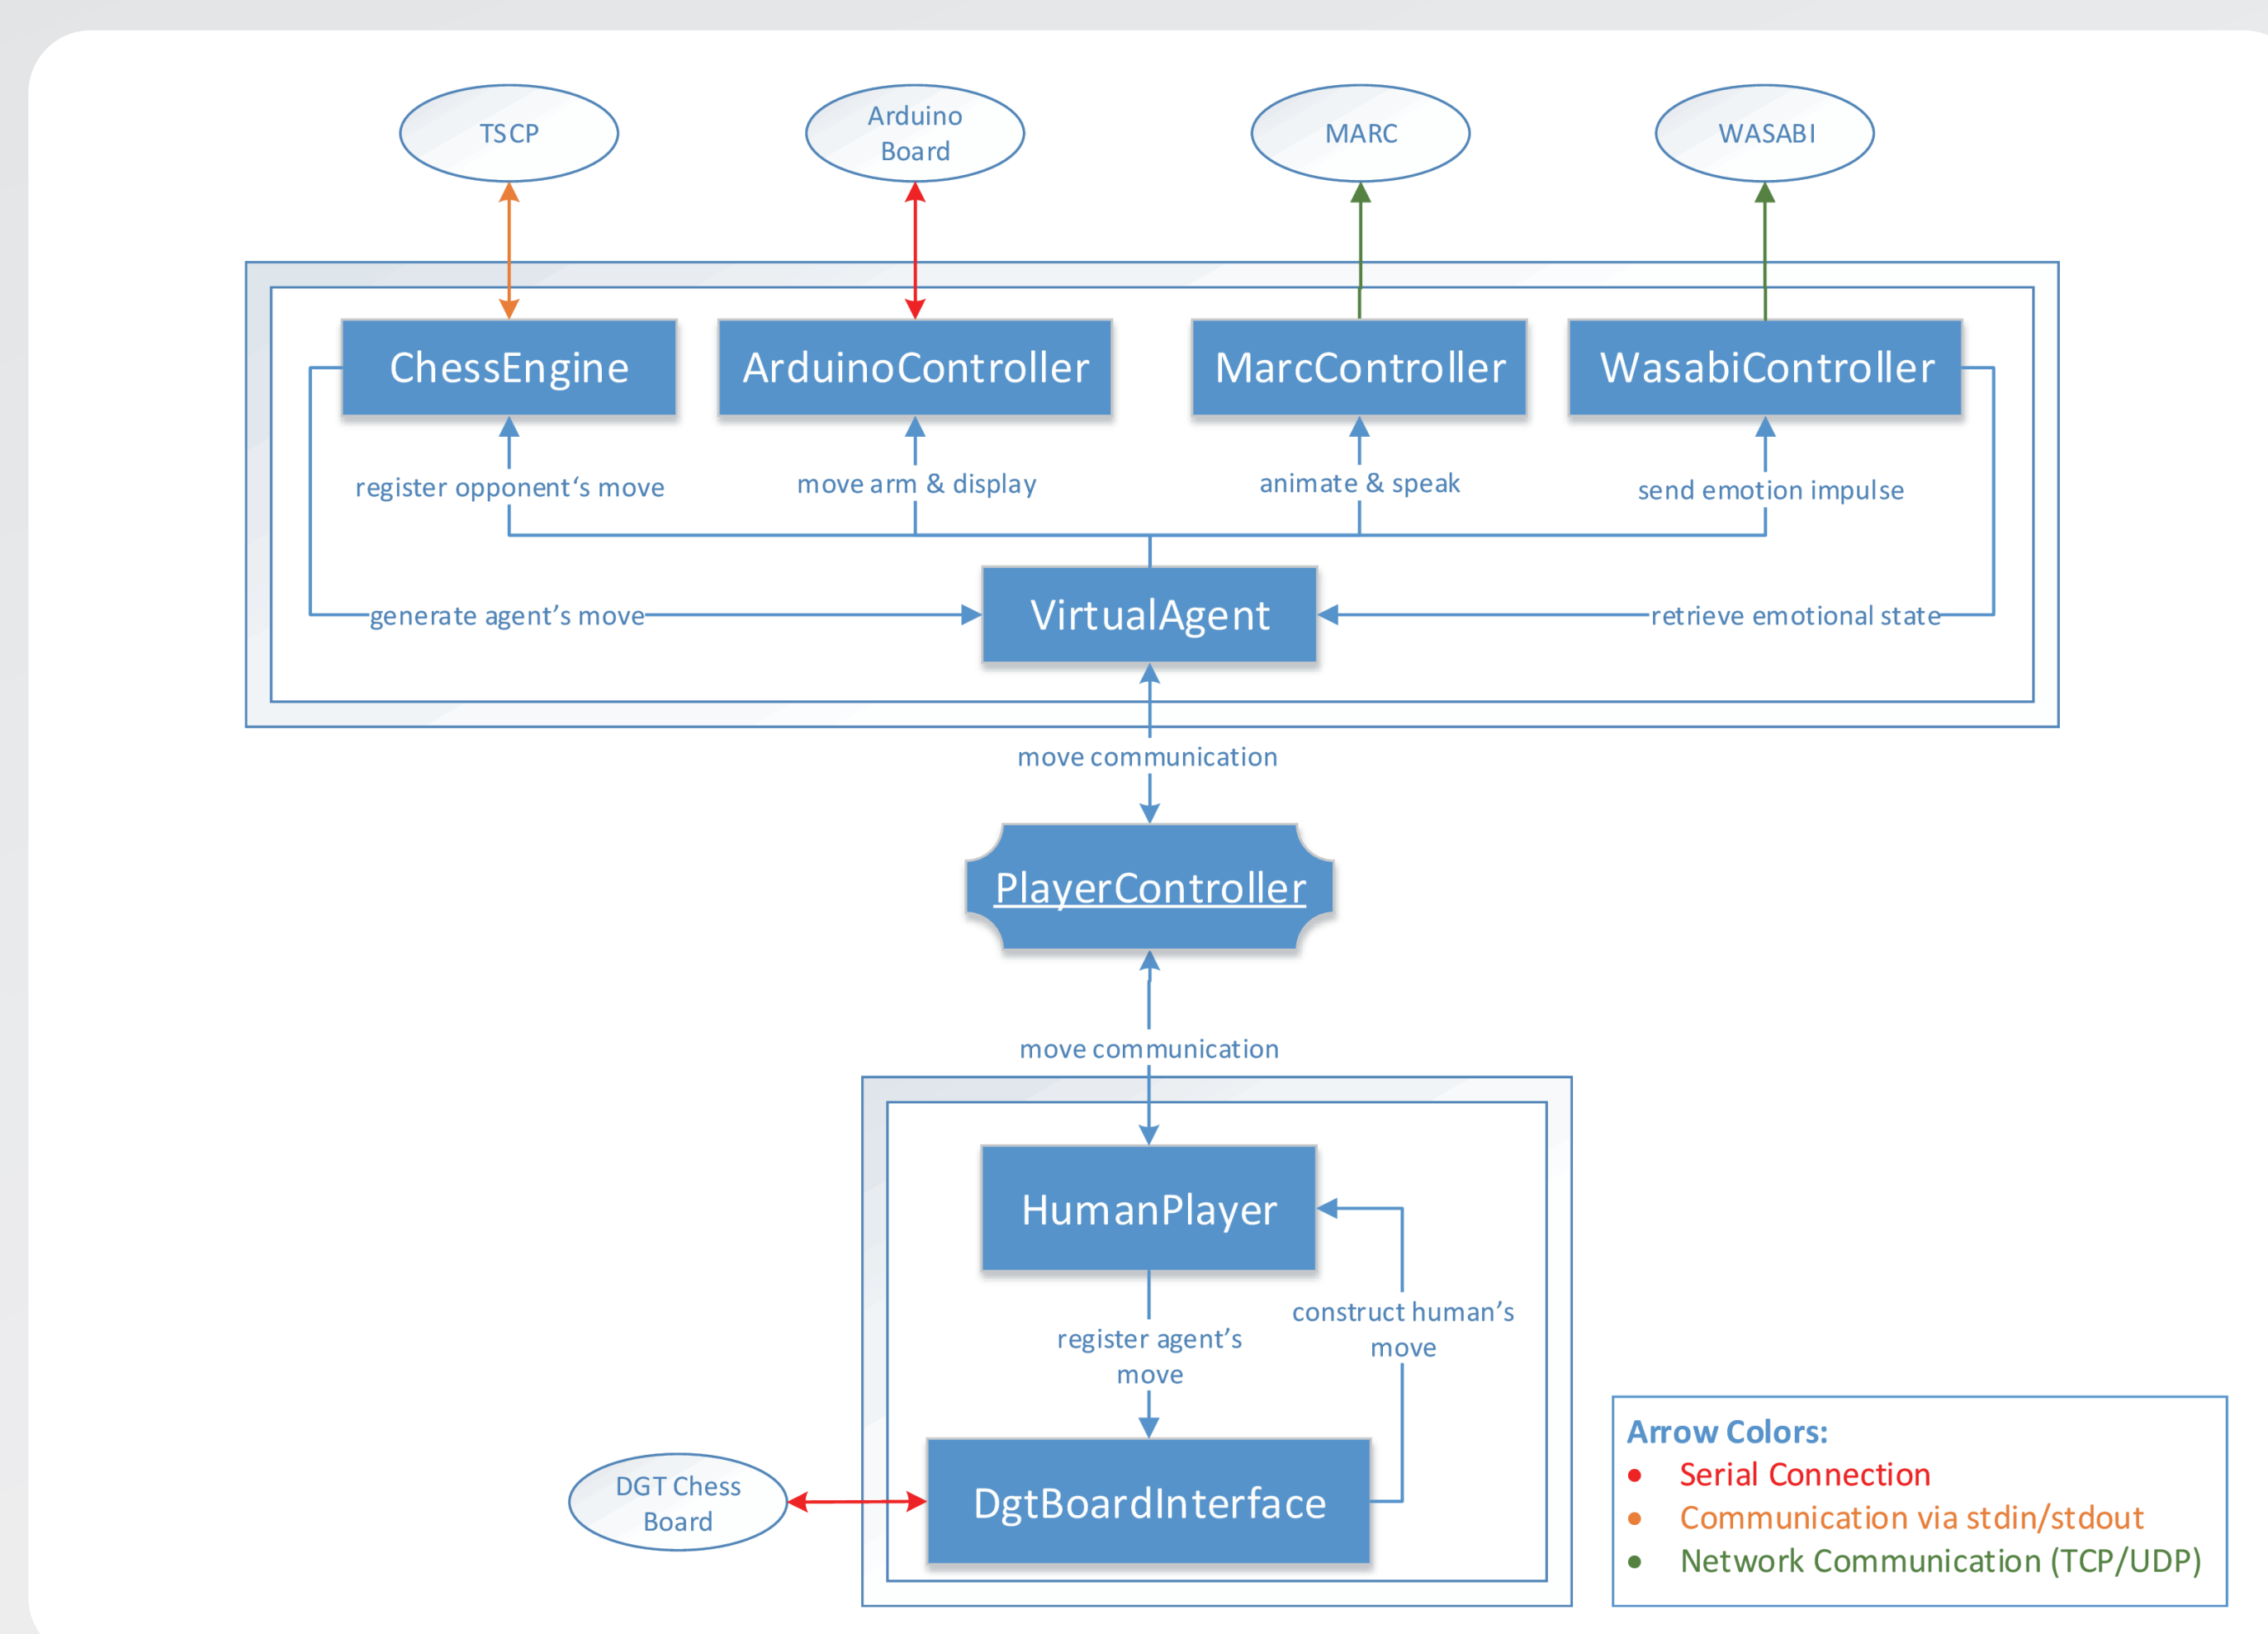 TSCP
Arduino
Board
MARC
WASABI
ChessEngine
ArduinoController
MarcController
WasabiController
register opponent‘s move
move arm & display
animate & speak
send emotion impulse
generate agent’s move
VirtualAgent
retrieve emotional state
move communication
PlayerController
move communication
HumanPlayer
construct human’s
move
register agent’s
move
DGT Chess
Board
DgtBoardInterface
Arrow Colors:
• Serial Connection
• Communication via stdin/stdout
• Network Communication (TCP/UDP)